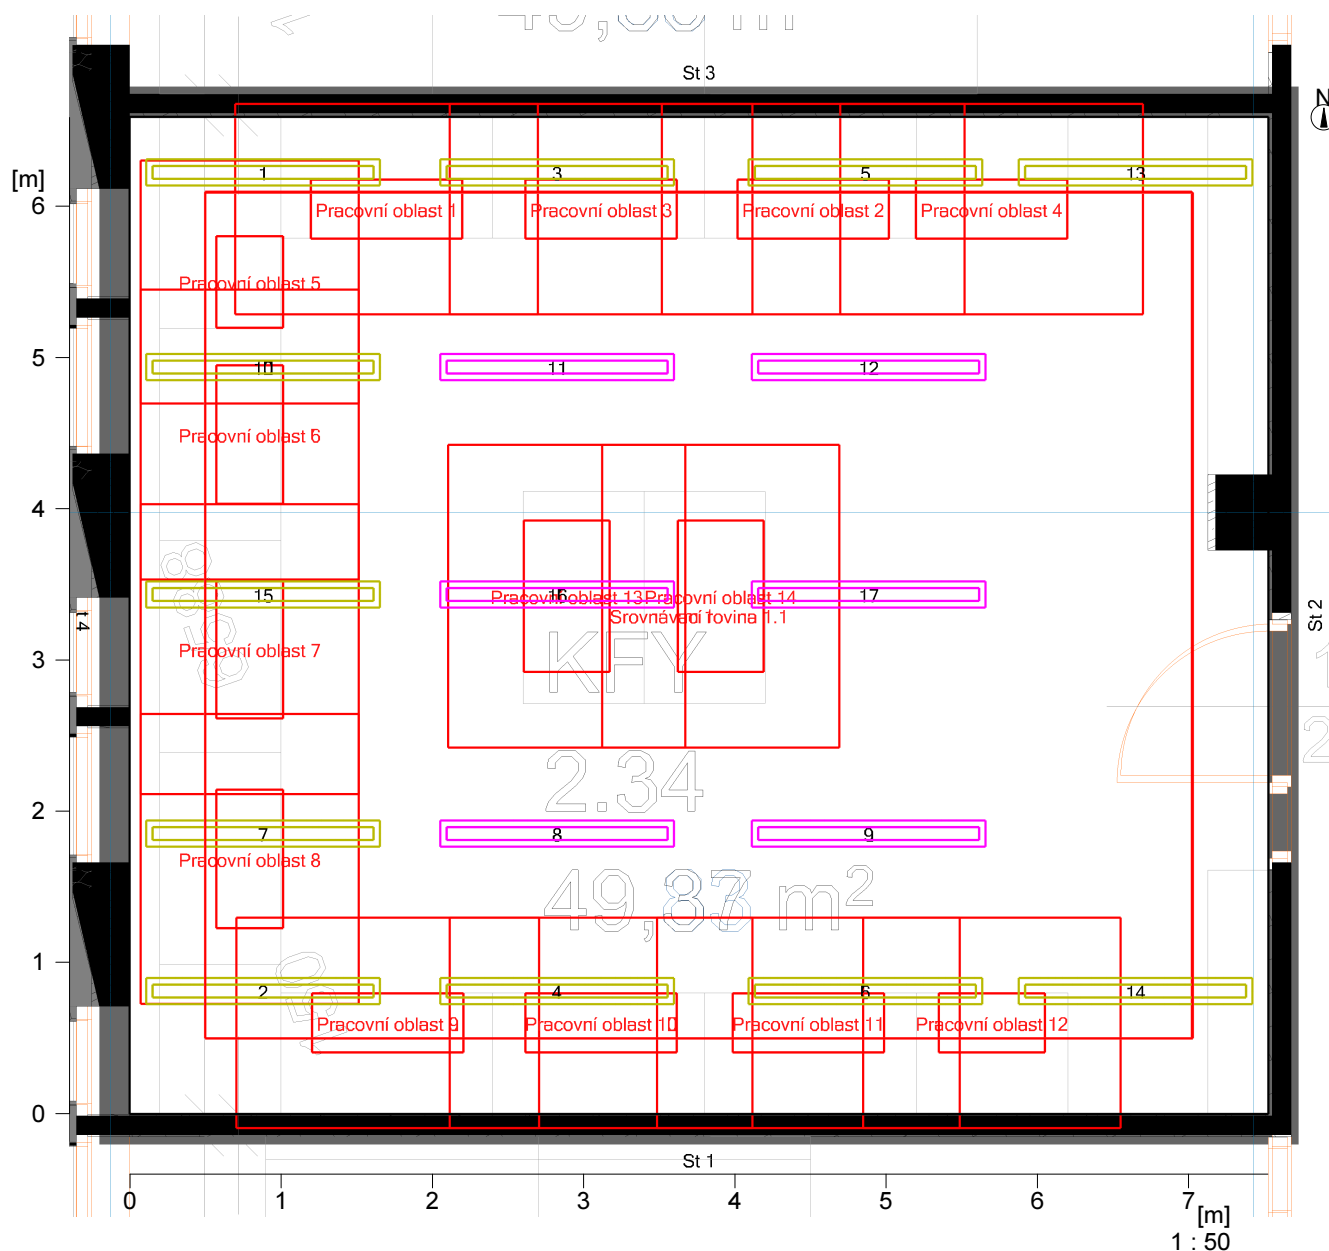 St 3
N
[m]
1 3 5 13
6
Pracovní oblast 1 Pracovní oblast 3 Pracovní oblast 2 Pracovní oblast 4
Pracovní oblast 5
5
10 11 12
Pracovní oblast 6
4
15 16 17
Pracovní oblast 13 Pracovní oblast 14
Srovnávací rovina 1.1
St 2
t 4
3
Pracovní oblast 7
KFY
2.34
2
7 8 9
Pracovní oblast 8
m²
1
2 4 6 14
Pracovní oblast 9 Pracovní oblast 10 Pracovní oblast 11 Pracovní oblast 12
0
St 1
0 1 2 3 4 5 6 7
[m]
1 : 50